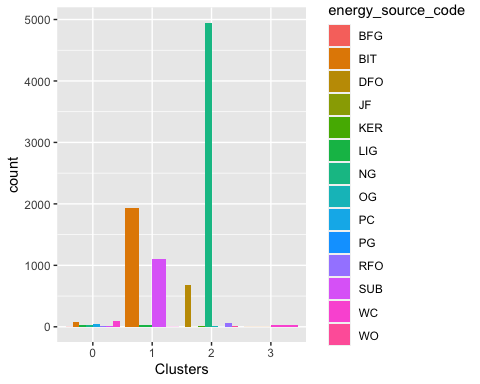 energy_source_code
BFG
BIT
DFO
JF
KER
LIG
NG
OG
PC
PG
RFO
SUB
WC
WO
count
5000
4000
3000
2000
1000
0
0 1 2 3
Clusters